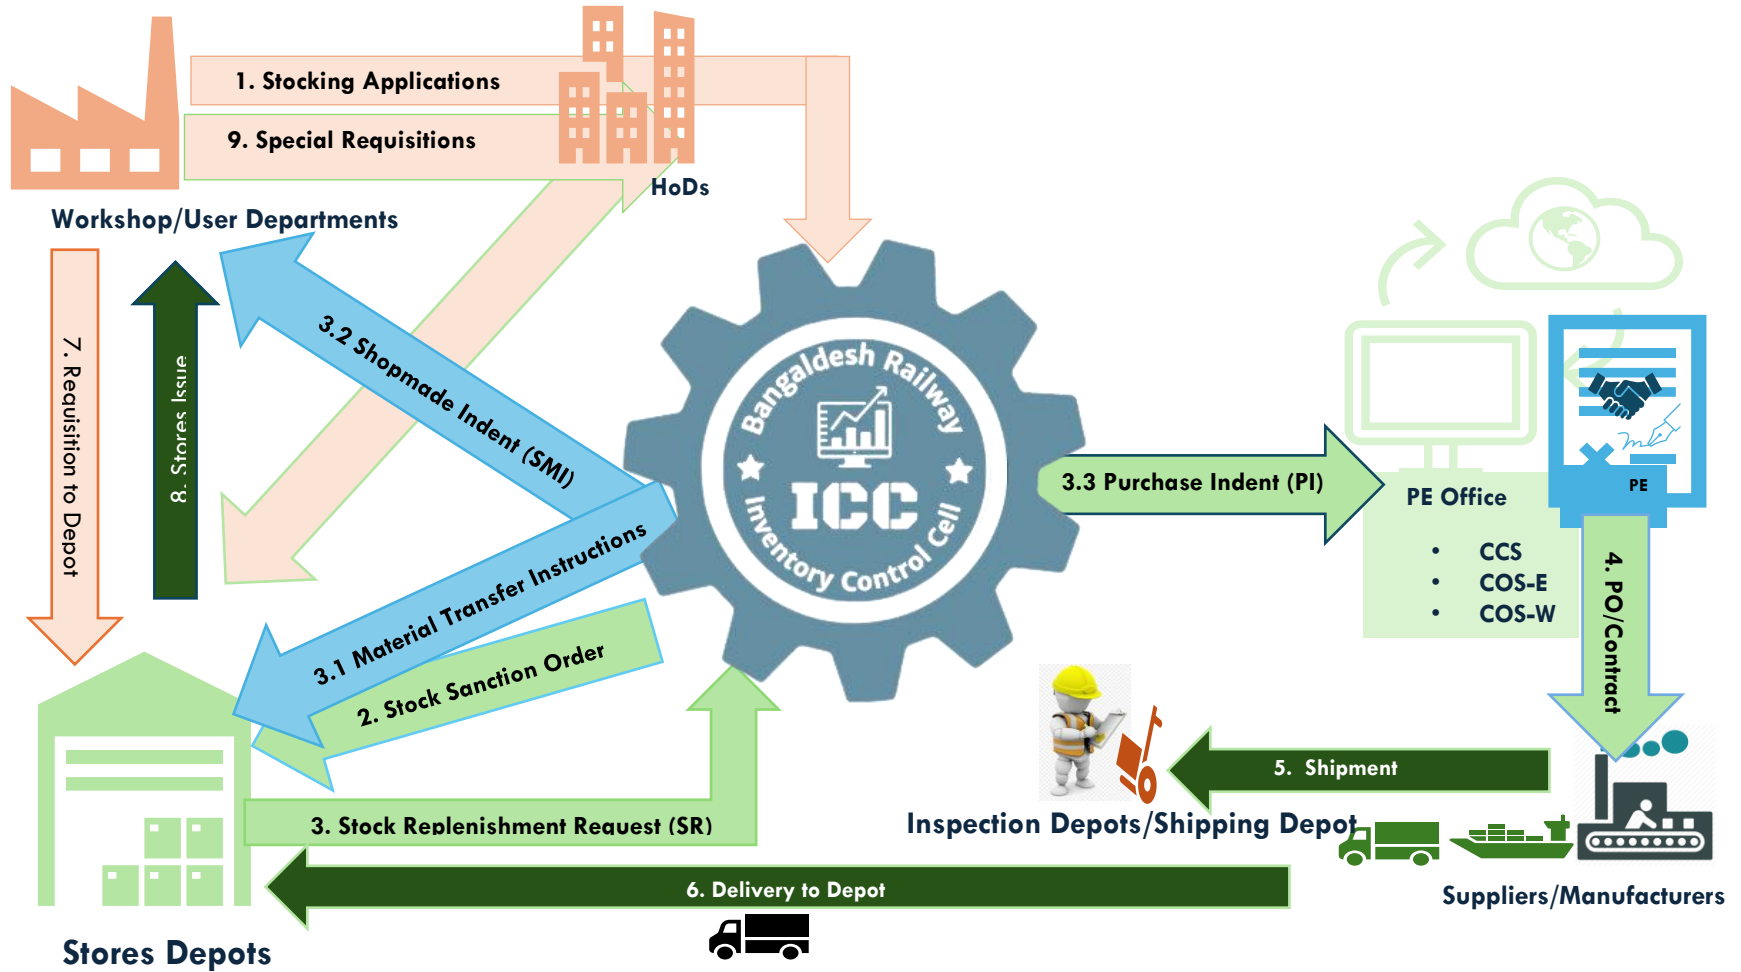 1. Stocking Applications
9. Special Requisitions
HoDs
Workshop/User Departments
7. Requisition to Depot
8. Stores Issue
3.2 Shopmade Indent (SMI)
Bangaldesh Railway
ICC
Inventory Control Cell
3.3 Purchase Indent (PI)
PE Office
• CCS
• COS-E
• COS-W
PE
4. PO/Contract
3.1 Material Transfer Instructions
2. Stock Sanction Order
3. Stock Replenishment Request (SR)
5. Shipment
Inspection Depots/Shipping Depot
6. Delivery to Depot
Suppliers/Manufacturers
Stores Depots